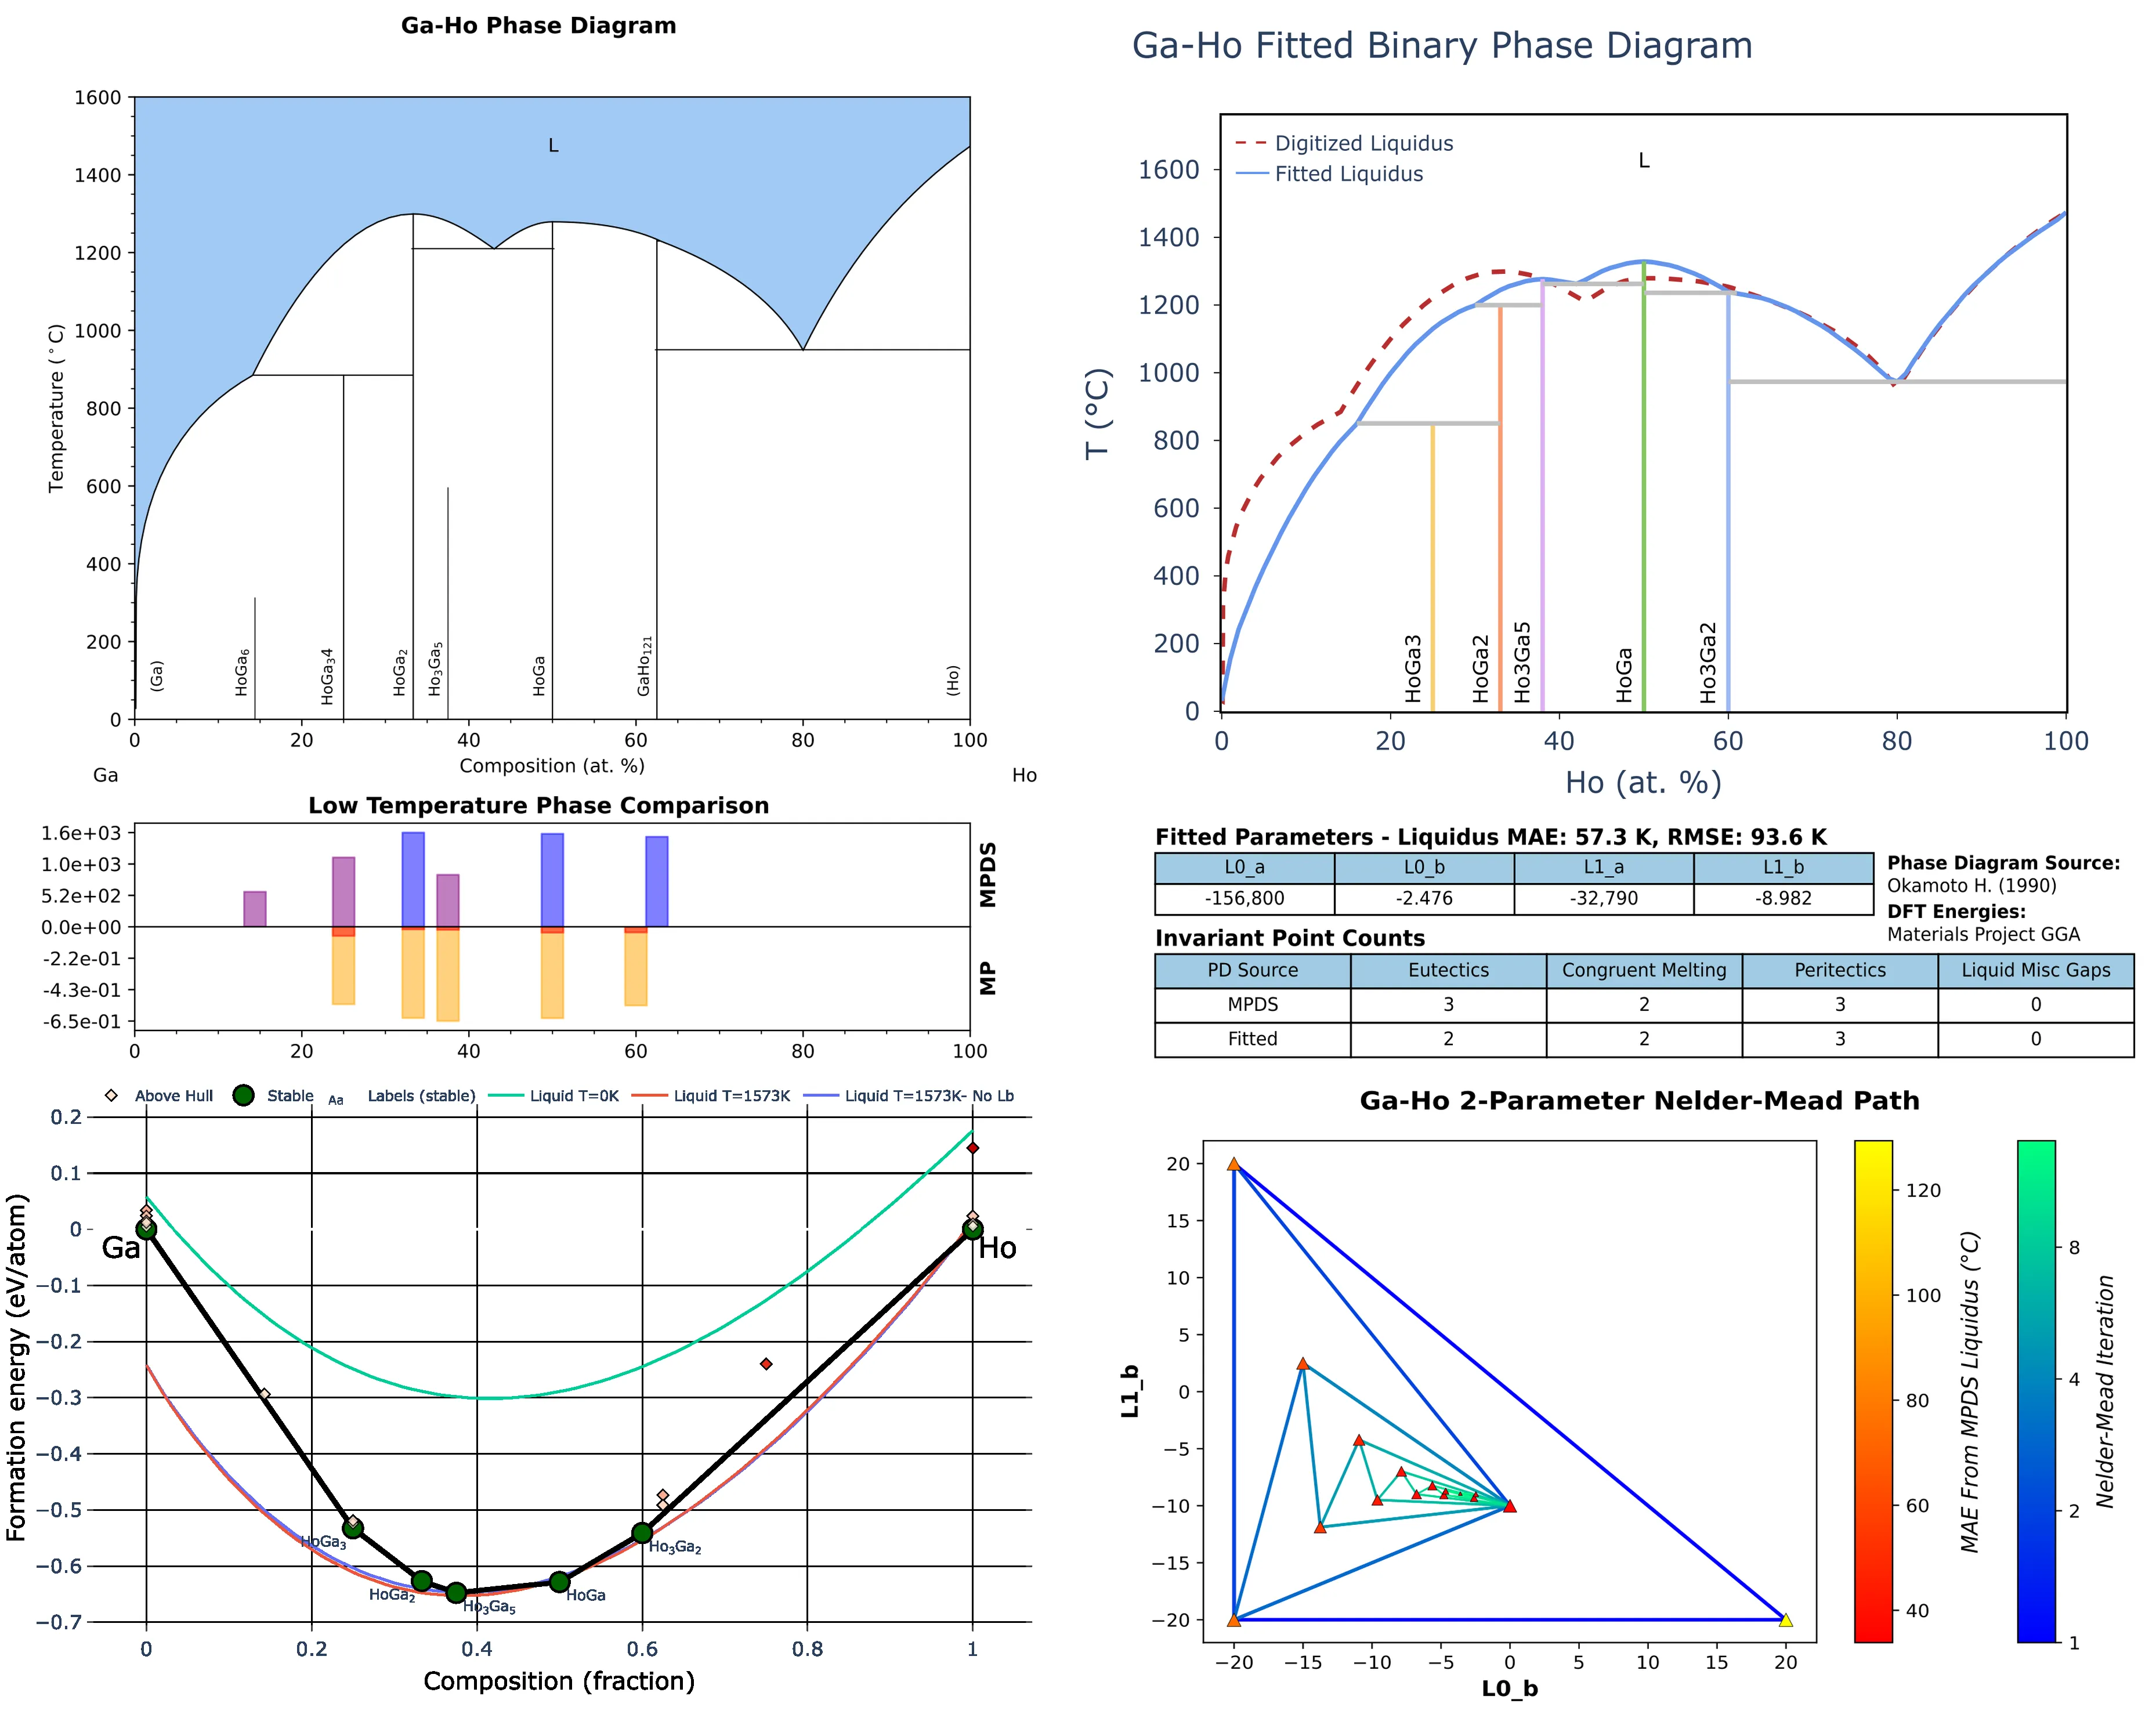 Ga-Ho Phase Diagram
1600
1400
1200
1000
800
600
400
200
0
Temperature (°C)
L
(Ga)
HoGa6
HoGa34
HoGa2
Ho3Ga5
HoGa
GaHo121
(Ho)
0 20 40 60 80 100
Composition (at. %)
Ga Ho
Low Temperature Phase Comparison
1.6e+03
1.0e+03
5.2e+02
0.0e+00
-2.2e-01
-4.3e-01
-6.5e-01
MPDS
MP
0 20 40 60 80 100
Above Hull Stable Aa Labels (stable) Liquid T=0K Liquid T=1573K Liquid T=1573K- No Lb
0.2
0.1
0
−0.1
−0.2
−0.3
−0.4
−0.5
−0.6
−0.7
Formation energy (eV/atom)
Ga
Ho
HoGa3
HoGa2
Ho3Ga5
HoGa
Ho3Ga2
0 0.2 0.4 0.6 0.8 1
Composition (fraction)
Ga-Ho Fitted Binary Phase Diagram
Digitized Liquidus
Fitted Liquidus
L
1600
1400
1200
1000
800
600
400
200
0
T (°C)
HoGa3
HoGa2
Ho3Ga5
HoGa
Ho3Ga2
0 20 40 60 80 100
Ho (at. %)
Fitted Parameters - Liquidus MAE: 57.3 K, RMSE: 93.6 K
L0_a L0_b L1_a L1_b
-156,800 -2.476 -32,790 -8.982
Phase Diagram Source:
Okamoto H. (1990)
DFT Energies:
Materials Project GGA
Invariant Point Counts
PD Source Eutectics Congruent Melting Peritectics Liquid Misc Gaps
MPDS 3 2 3 0
Fitted 2 2 3 0
Ga-Ho 2-Parameter Nelder-Mead Path
20
15
10
5
0
−5
−10
−15
−20
L1_b
−20 −15 −10 −5 0 5 10 15 20
L0_b
120
100
80
60
40
MAE From MPDS Liquidus (°C)
8
4
2
1
Nelder-Mead Iteration